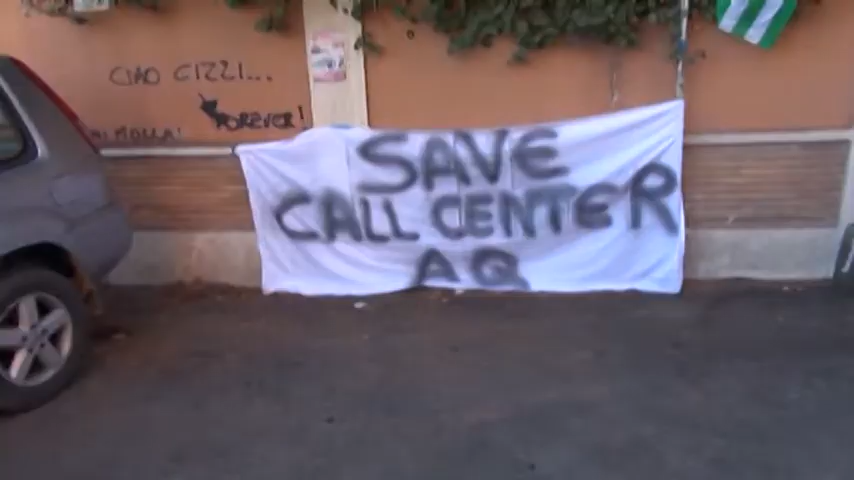 CIAO CIZZI...
FOREVER!
SAVE
CALL CENTER
AQ